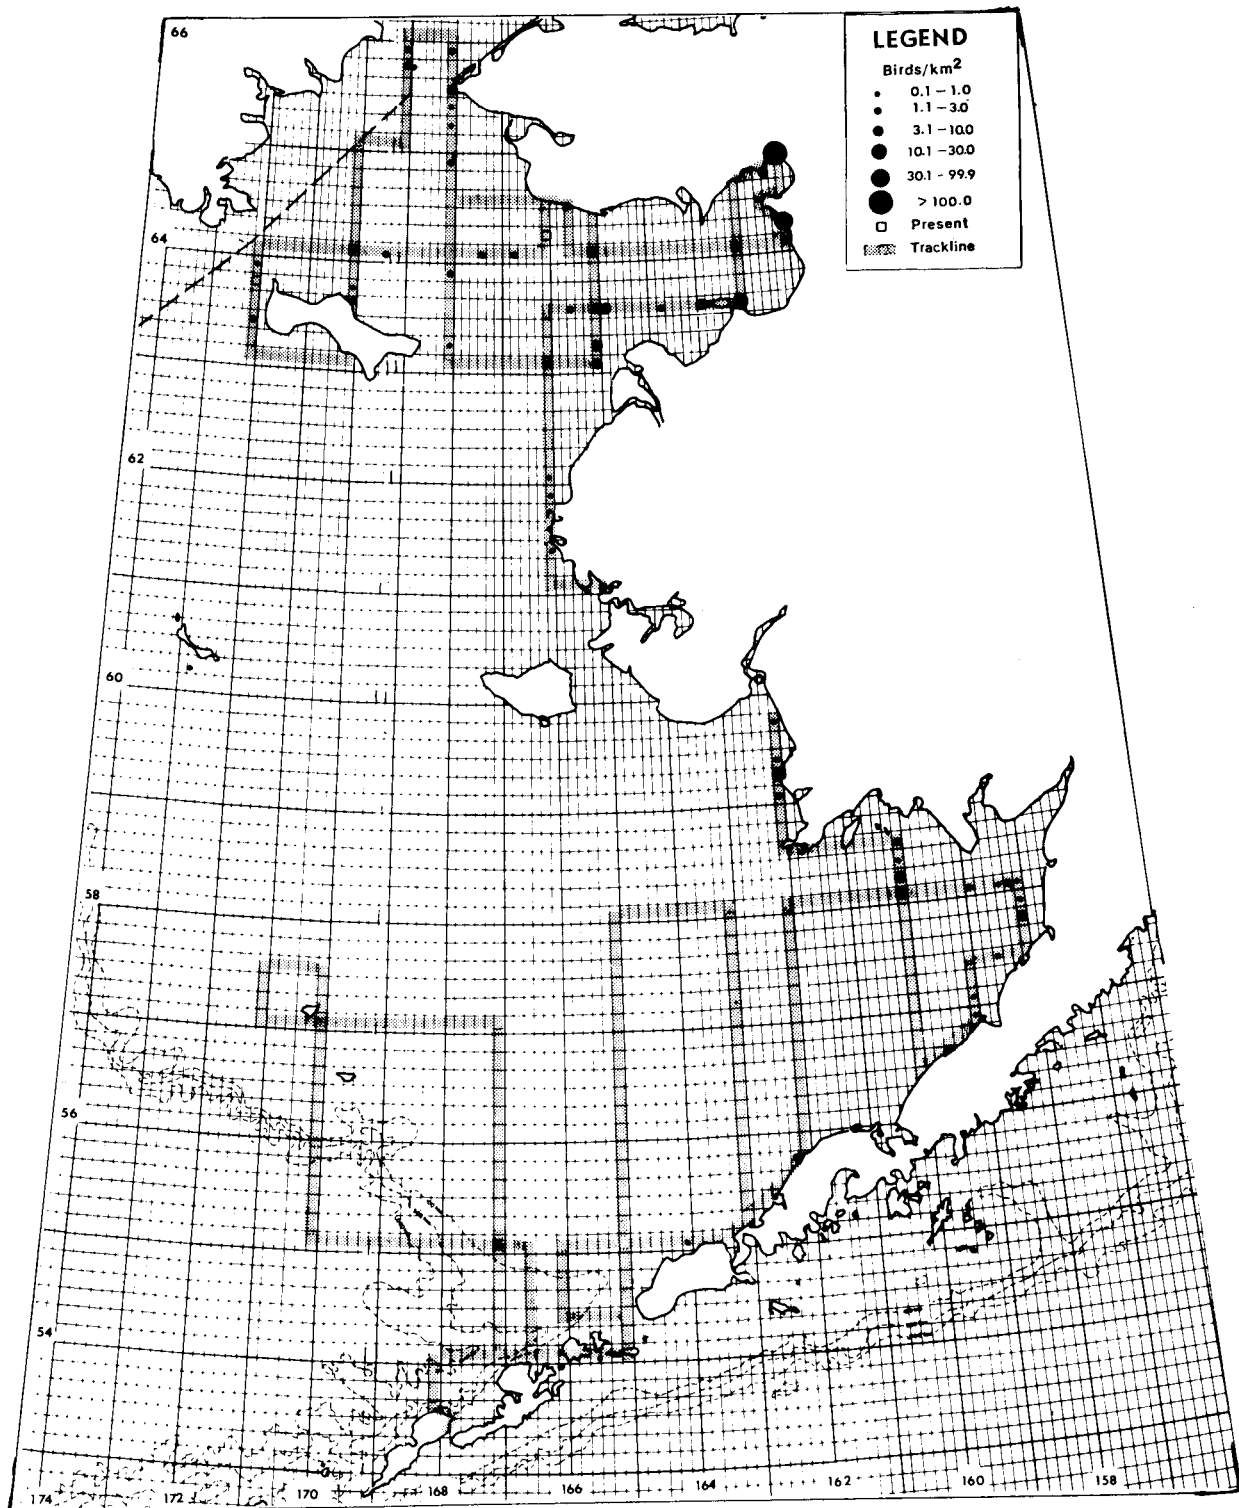 66
LEGEND
Birds/km²
0.1 – 1.0
1.1 – 3.0
3.1 – 10.0
10.1 – 30.0
30.1 – 99.9
> 100.0
Present
Trackline
64
62
60
58
56
54
174 172 170 168 166 164 162 160 158